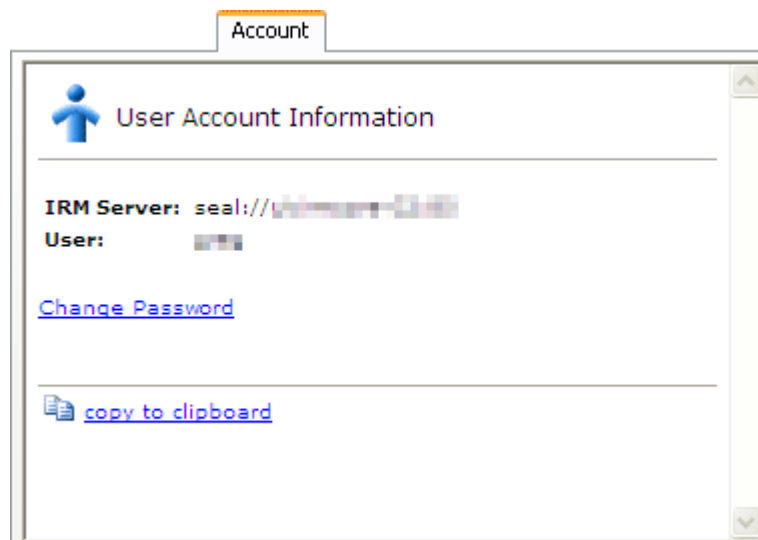 Account
User Account Information
IRM Server: seal://
User:
Change Password
copy to clipboard